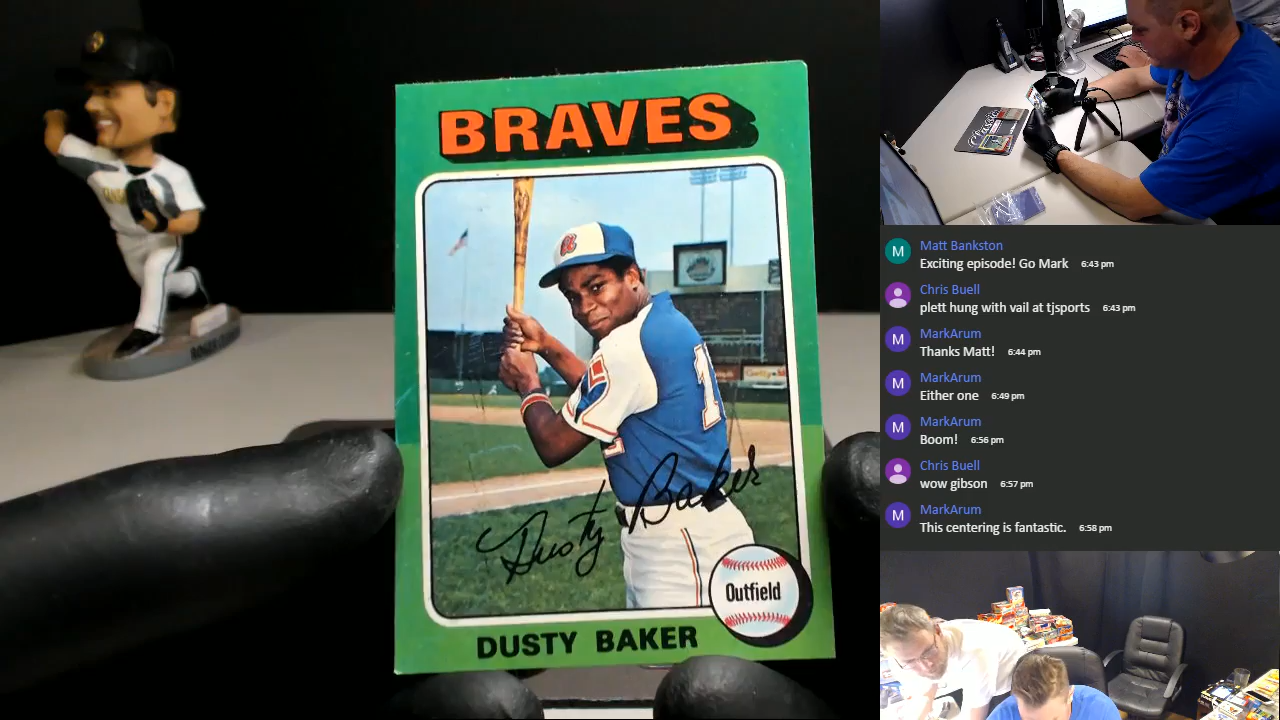 BRAVES
Dusty Baker
Outfield
DUSTY BAKER
M Matt Bankston
Exciting episode! Go Mark 6:43 pm
Chris Buell
plett hung with vail at tjsports 6:43 pm
M MarkArum
Thanks Matt! 6:44 pm
M MarkArum
Either one 6:49 pm
M MarkArum
Boom! 6:56 pm
Chris Buell
wow gibson 6:57 pm
M MarkArum
This centering is fantastic. 6:58 pm